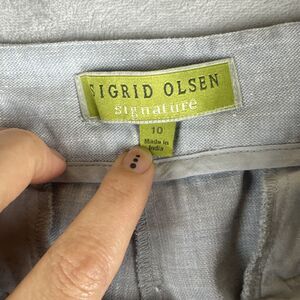 SIGRID OLSEN
signature
10
Made in
India